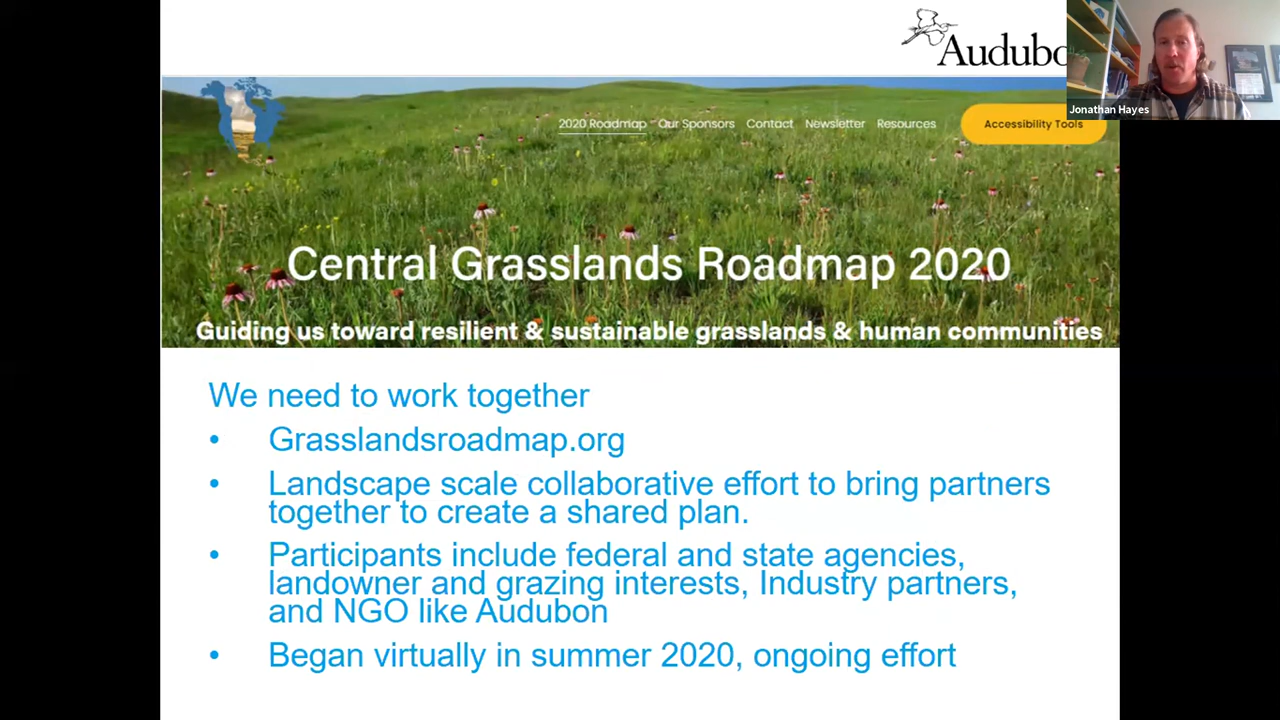 Audubo
Jonathan Hayes
2020 Roadmap Our Sponsors Contact Newsletter Resources Accessibility Tools
Central Grasslands Roadmap 2020
Guiding us toward resilient & sustainable grasslands & human communities
We need to work together
• Grasslandsroadmap.org
• Landscape scale collaborative effort to bring partners
together to create a shared plan.
• Participants include federal and state agencies,
landowner and grazing interests, Industry partners,
and NGO like Audubon
• Began virtually in summer 2020, ongoing effort